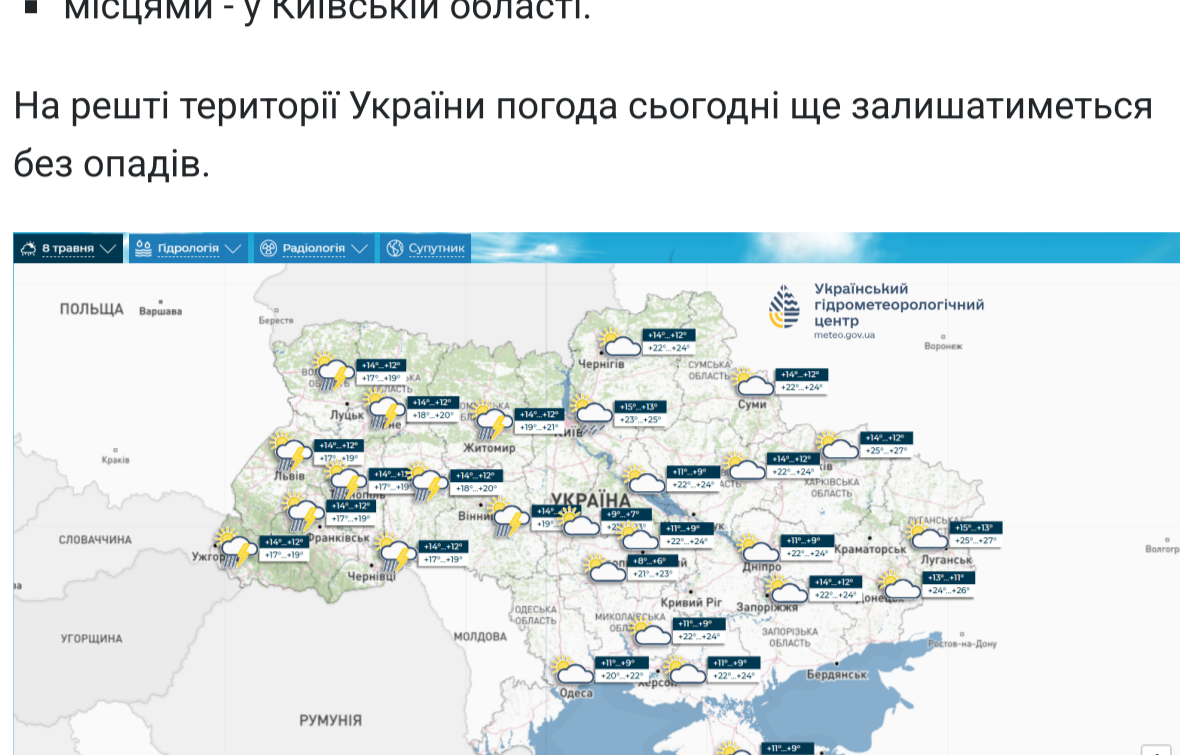 місцями - у Київській області.
На решті території України погода сьогодні ще залишатиметься
без опадів.
8 травня Гідрологія Радіологія Супутник
Український
гідрометеорологічний
центр
meteo.gov.ua
ПОЛЬЩА Варшава
Берестя
Воронеж
+14°...+12°
+22°...+24°
Чернігів
СУМСЬКА
ОБЛАСТЬ
+14°...+12°
+17°...+19°
+14°...+12°
+22°...+24°
Суми
Луцьк
+14°...+12°
+18°...+20°
+14°...+12°
+19°...+21°
Житомир
+15°...+13°
+23°...+25°
Краків
+14°...+12°
+17°...+19°
Львів
+14°...+12°
+18°...+20°
+11°...+9°
+22°...+24°
+14°...+12°
+22°...+24°
+14°...+12°
+25°...+27°
ХАРКІВСЬКА
ОБЛАСТЬ
+14°...+12°
+17°...+19°
УКРАЇНА
+9°...+7°
+11°...+9°
+22°...+24°
+15°...+13°
+25°...+27°
Луганськ
СЛОВАЧЧИНА
+14°...+12°
+17°...+19°
+14°...+12°
+17°...+19°
Чернівці
+8°...+6°
+21°...+23°
+11°...+9°
+22°...+24°
Дніпро
Краматорськ
+14°...+12°
+22°...+24°
Запоріжжя
+13°...+11°
+24°...+26°
Кривий Ріг
ОДЕСЬКА
ОБЛАСТЬ
+11°...+9°
+22°...+24°
ЗАПОРІЗЬКА
ОБЛАСТЬ
УГОРЩИНА
МОЛДОВА
Ростов-на-Дону
+11°...+9°
+20°...+22°
Одеса
+11°...+9°
+22°...+24°
Бердянськ
РУМУНІЯ
+11°...+9°